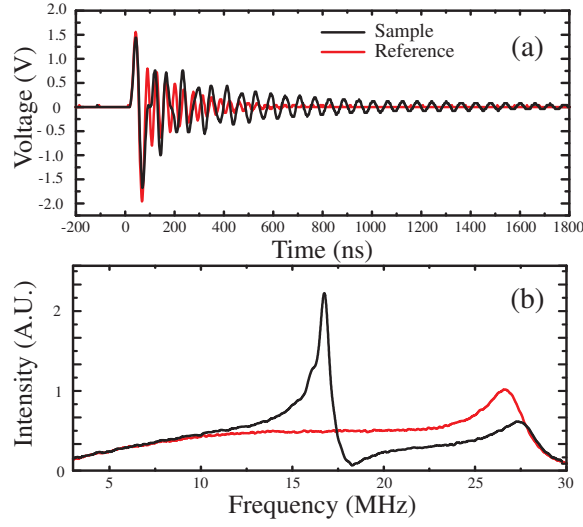 2.0
1.5
1.0
0.5
0
- 0.5
-1.0
-1.5
-2.0
Voltage (V)
Sample
Reference
(a)
-200 0 200 400 600 800 1000 1200 1400 1600 1800
Time (ns)
2
1
0
Intensity (A.U.)
(b)
5 10 15 20 25 30
Frequency (MHz)